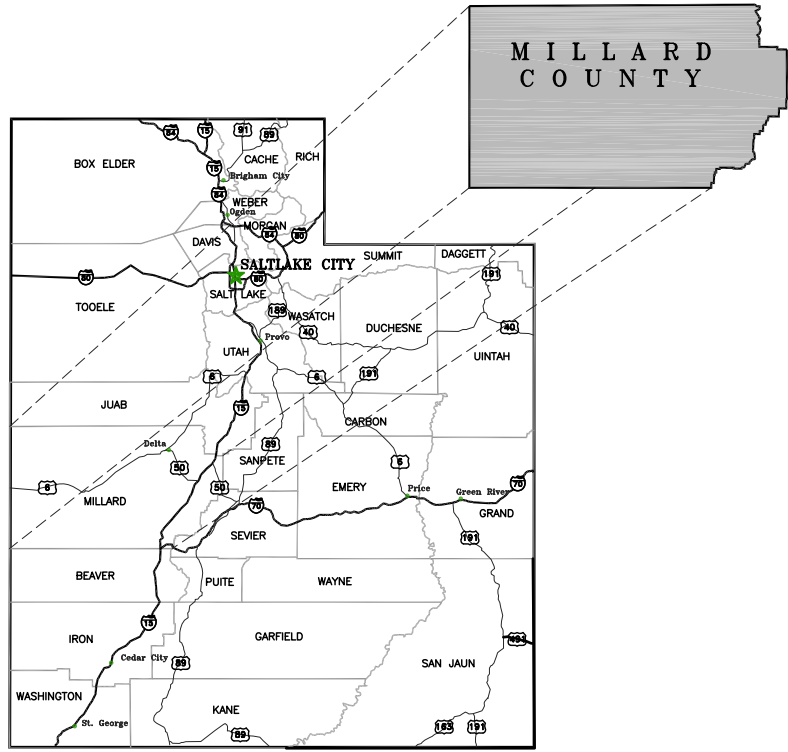 MILLARD
COUNTY
84
15
91
89
BOX ELDER
CACHE
RICH
15
Brigham City
84
WEBER
Ogden
MORGAN
84
80
DAVIS
SUMMIT
DAGGETT
SALTLAKE CITY
80
80
191
TOOELE
SALT LAKE
189
WASATCH
40
DUCHESNE
40
Provo
UTAH
UINTAH
6
6
191
JUAB
15
CARBON
Delta
89
50
SANPETE
6
6
50
EMERY
Price
Green River
70
MILLARD
70
GRAND
SEVIER
191
BEAVER
PUITE
WAYNE
15
IRON
GARFIELD
491
Cedar City
89
SAN JAUN
WASHINGTON
KANE
St. George
89
163
191